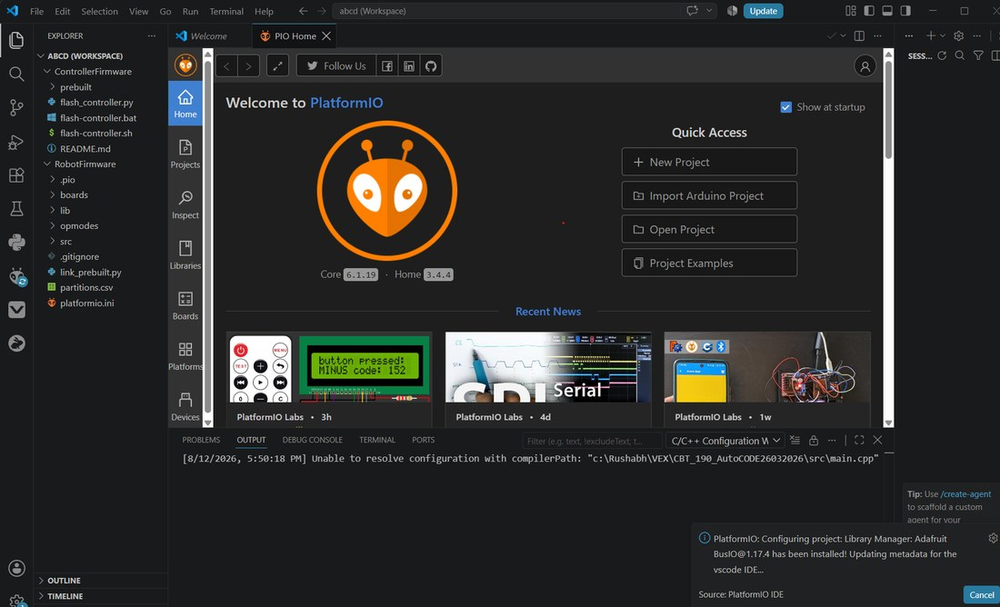 File Edit Selection View Go Run Terminal Help
abcd (Workspace)
Update
EXPLORER
Welcome
PIO Home
SESS...
ABCD (WORKSPACE)
ControllerFirmware
prebuilt
flash_controller.py
flash-controller.bat
flash-controller.sh
README.md
RobotFirmware
.pio
boards
lib
opmodes
src
.gitignore
link_prebuilt.py
partitions.csv
platformio.ini
OUTLINE
TIMELINE
Home
Projects
Inspect
Libraries
Boards
Platforms
Devices
Follow Us
Welcome to PlatformIO
Show at startup
Core 6.1.19 · Home 3.4.4
Quick Access
New Project
Import Arduino Project
Open Project
Project Examples
Recent News
MENU
TEST
button pressed:
MINUS code: 152
Serial
PlatformIO Labs • 3h
PlatformIO Labs • 4d
PlatformIO Labs • 1w
PROBLEMS OUTPUT DEBUG CONSOLE TERMINAL PORTS
Filter (e.g. text, !excludeText, t...
C/C++ Configuration W
[8/12/2026, 5:50:18 PM] Unable to resolve configuration with compilerPath: "c:\Rushabh\VEX\CBT_190_AutoCODE26032026\src\main.cpp"
Tip: Use /create-agent
to scaffold a custom
agent for your
PlatformIO: Configuring project: Library Manager: Adafruit
BusIO@1.17.4 has been installed! Updating metadata for the
vscode IDE...
Source: PlatformIO IDE
Cancel